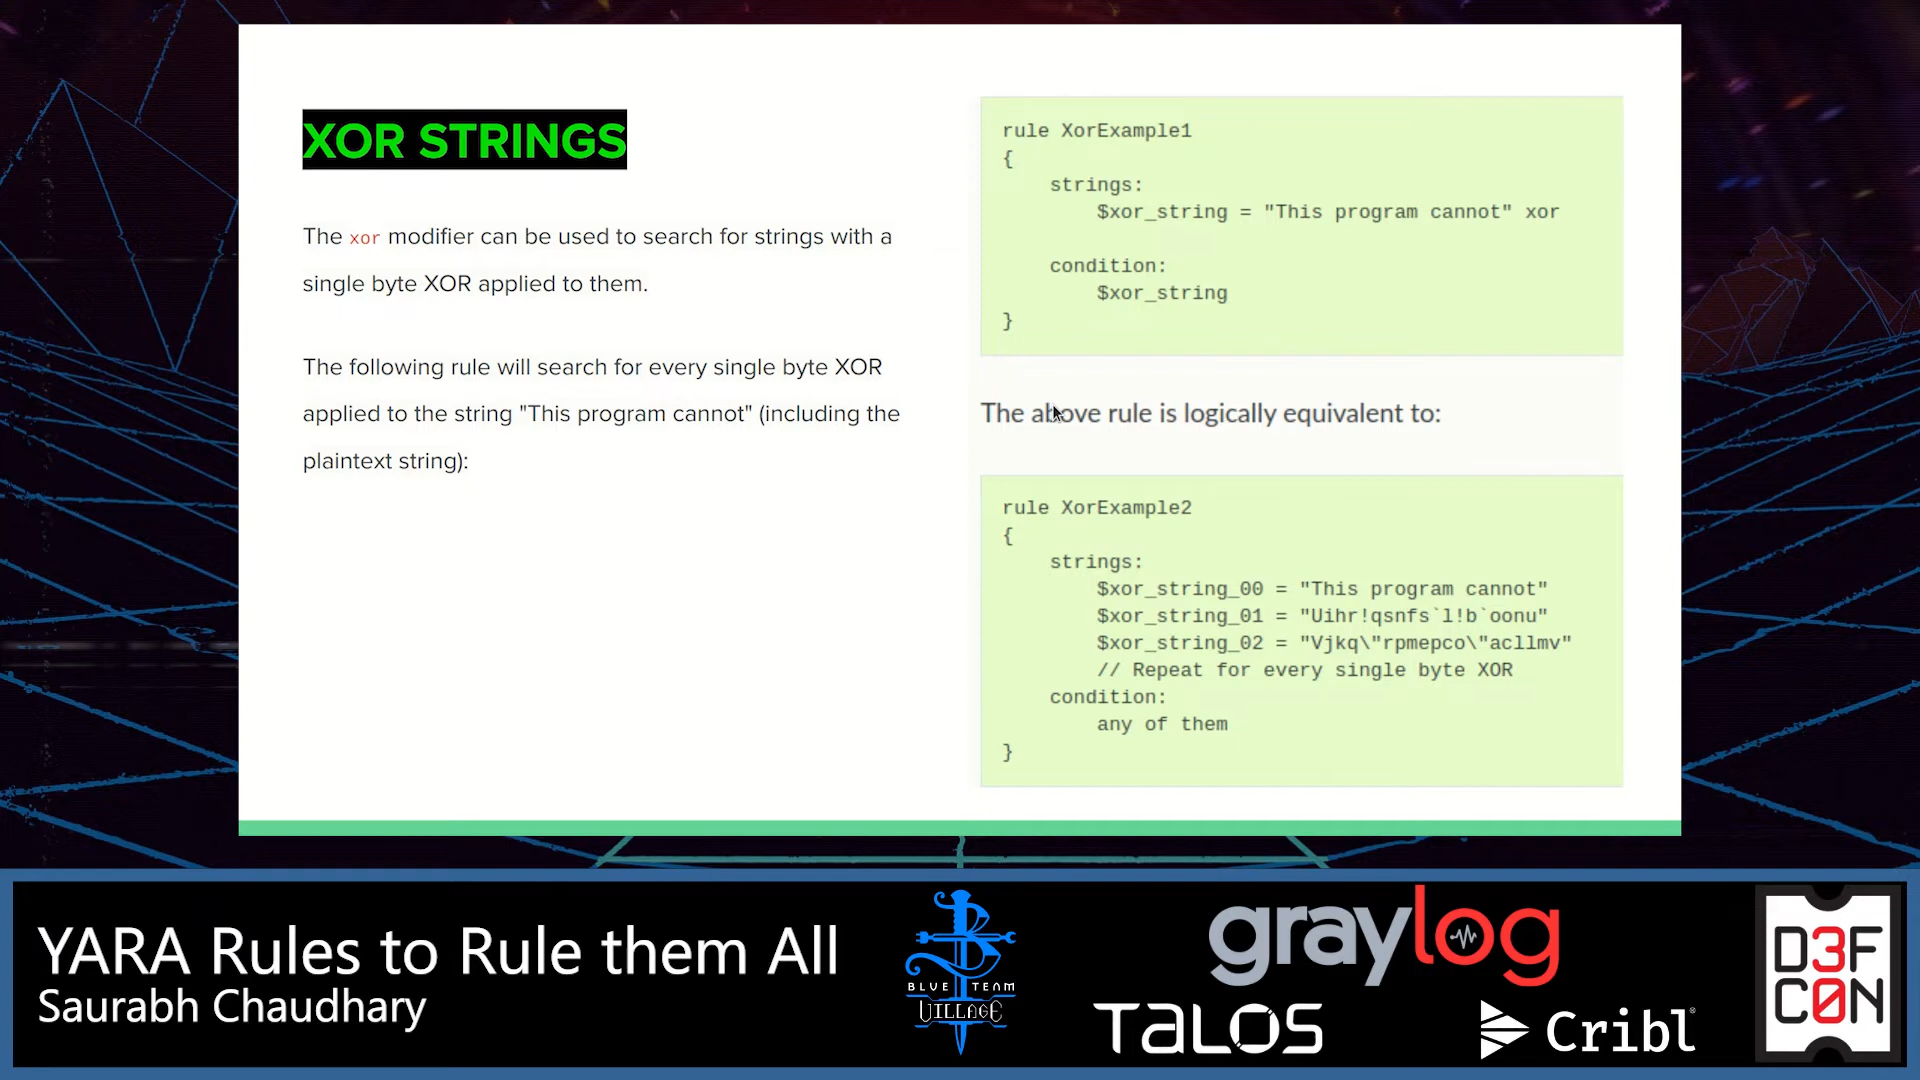 XOR STRINGS
The xor modifier can be used to search for strings with a
single byte XOR applied to them.
The following rule will search for every single byte XOR
applied to the string "This program cannot" (including the
plaintext string):
rule XorExample1
{
    strings:
        $xor_string = "This program cannot" xor
    condition:
        $xor_string
}
The above rule is logically equivalent to:
rule XorExample2
{
    strings:
        $xor_string_00 = "This program cannot"
        $xor_string_01 = "Uihr!qsnfs`l!b`oonu"
        $xor_string_02 = "Vjkq\"rpmepco\"acllmv"
        // Repeat for every single byte XOR
    condition:
        any of them
}
YARA Rules to Rule them All
Saurabh Chaudhary
BLUE TEAM
VILLAGE
graylog
TALOS
Cribl
D3F
C0N